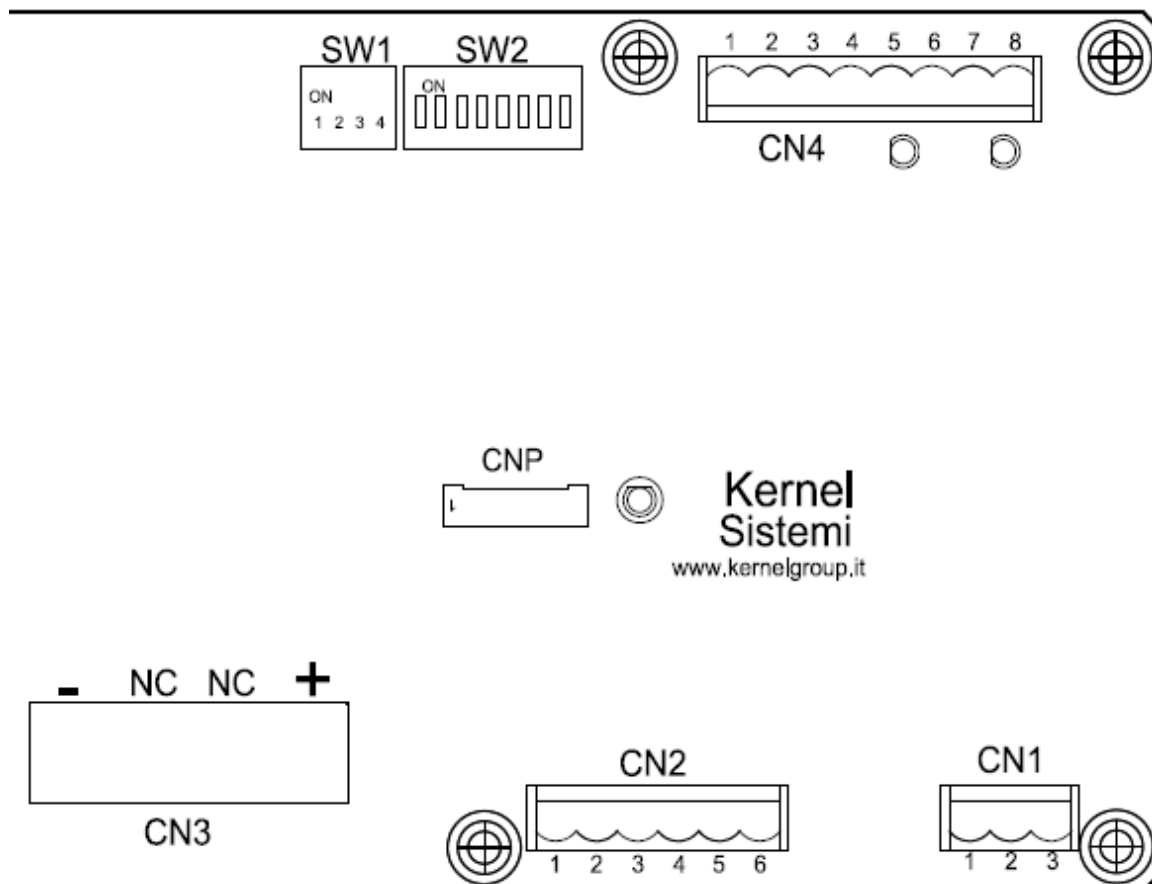 SW1 SW2
ON
1 2 3 4
ON
1 2 3 4 5 6 7 8
CN4
CNP
1
Kernel
Sistemi
www.kernelgroup.it
- NC NC +
CN3
CN2
1 2 3 4 5 6
CN1
1 2 3